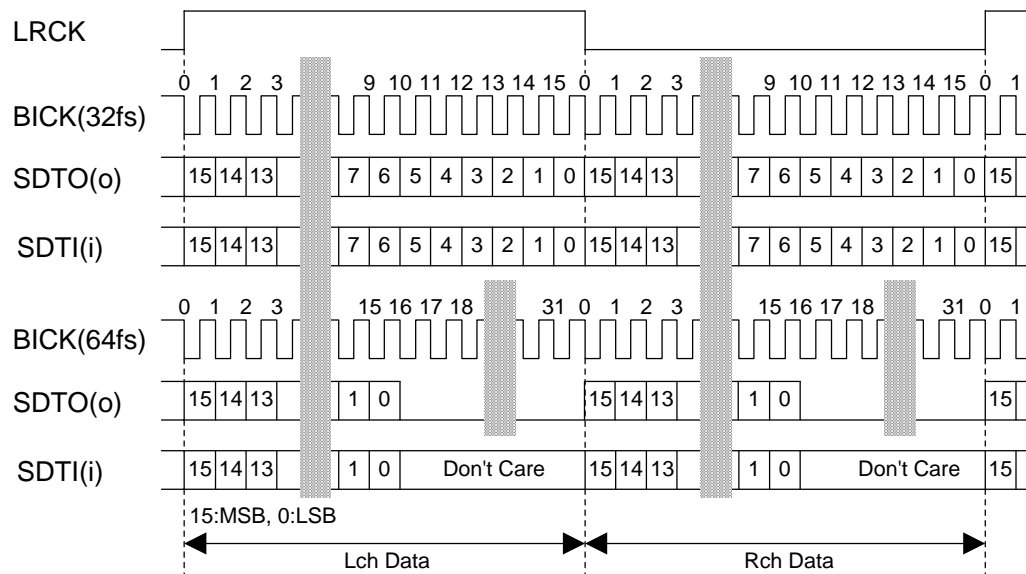 LRCK
0 1 2 3 9 10 11 12 13 14 15 0 1 2 3 9 10 11 12 13 14 15 0 1
BICK(32fs)
SDTO(o) 15 14 13 7 6 5 4 3 2 1 0 15 14 13 7 6 5 4 3 2 1 0 15
SDTI(i) 15 14 13 7 6 5 4 3 2 1 0 15 14 13 7 6 5 4 3 2 1 0 15
0 1 2 3 15 16 17 18 31 0 1 2 3 15 16 17 18 31 0 1
BICK(64fs)
SDTO(o) 15 14 13 1 0 15 14 13 1 0 15
SDTI(i) 15 14 13 1 0 Don't Care 15 14 13 1 0 Don't Care 15
15:MSB, 0:LSB
Lch Data Rch Data